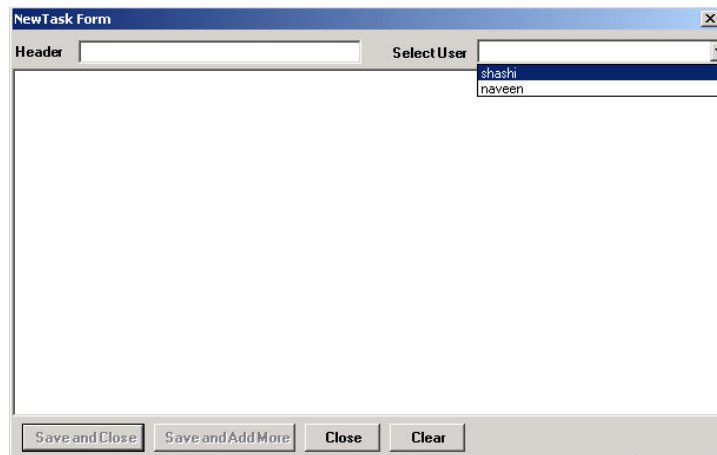 NewTask Form
Header
Select User
shashi
naveen
Save and Close
Save and Add More
Close
Clear